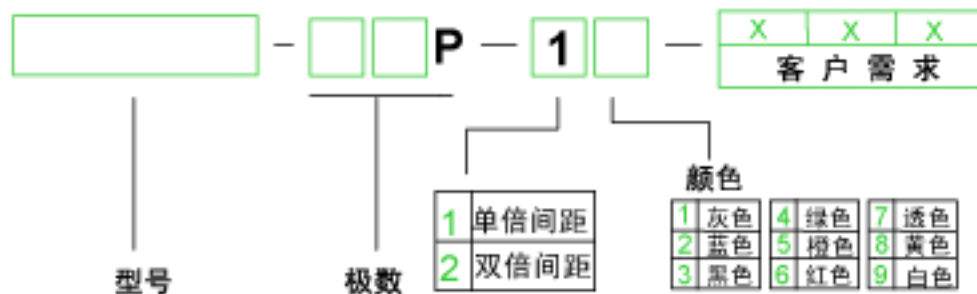 - P - 1 - X X X
客户需求
颜色
1 单倍间距
2 双倍间距
1 灰色 4 绿色 7 透色
2 蓝色 5 橙色 8 黄色
3 黑色 6 红色 9 白色
型号 极数